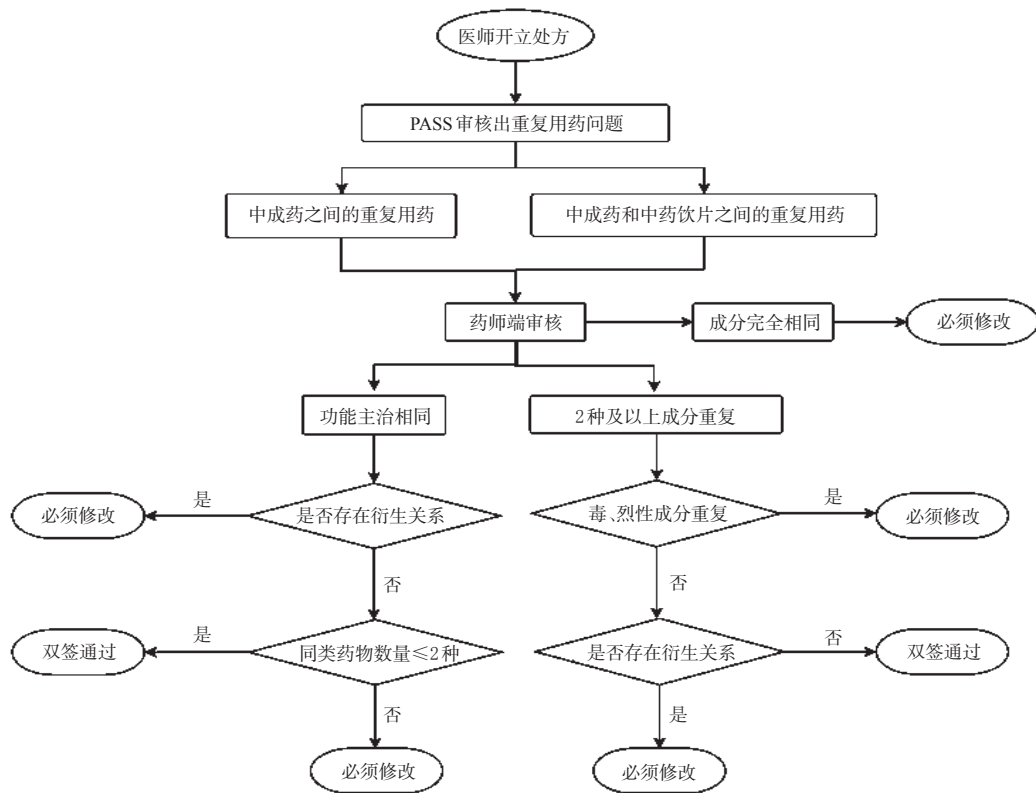 医师开立处方
PASS审核出重复用药问题
中成药之间的重复用药
中成药和中药饮片之间的重复用药
药师端审核
成分完全相同
必须修改
功能主治相同
2种及以上成分重复
必须修改
是
是否存在衍生关系
毒、烈性成分重复
是
必须修改
否
否
双签通过
是
同类药物数量≤2种
是否存在衍生关系
否
双签通过
否
是
必须修改
必须修改